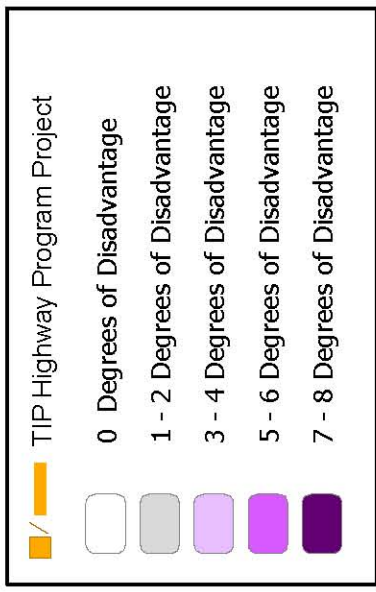 TIP Highway Program Project
0 Degrees of Disadvantage
1 - 2 Degrees of Disadvantage
3 - 4 Degrees of Disadvantage
5 - 6 Degrees of Disadvantage
7 - 8 Degrees of Disadvantage